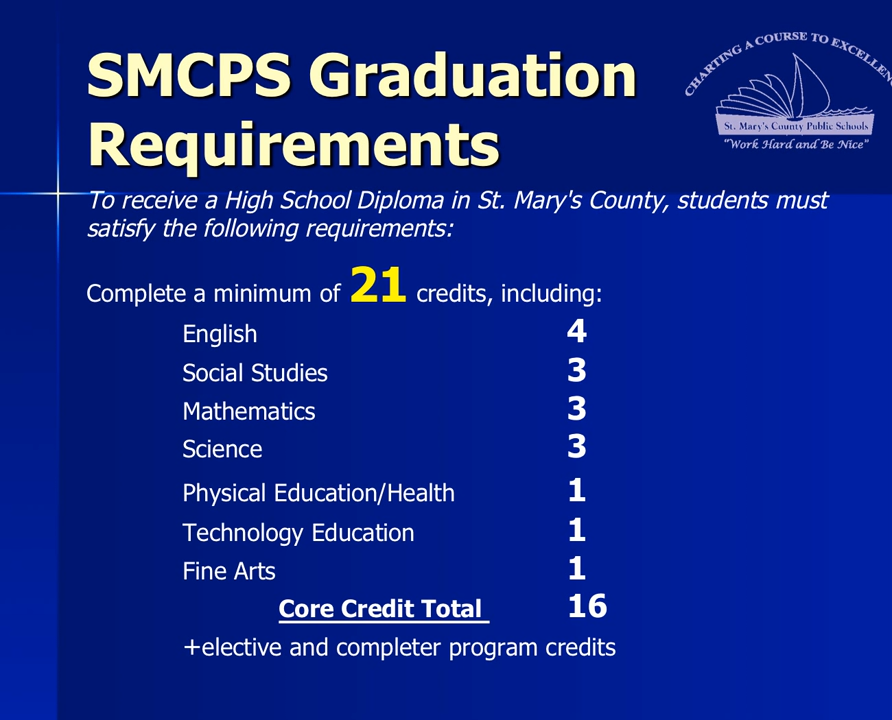 SMCPS Graduation
Requirements
CHARTING A COURSE TO EXCELLENC
St. Mary's County Public Schools
"Work Hard and Be Nice"
To receive a High School Diploma in St. Mary's County, students must
satisfy the following requirements:
Complete a minimum of 21 credits, including:
English 4
Social Studies 3
Mathematics 3
Science 3
Physical Education/Health 1
Technology Education 1
Fine Arts 1
Core Credit Total 16
+elective and completer program credits